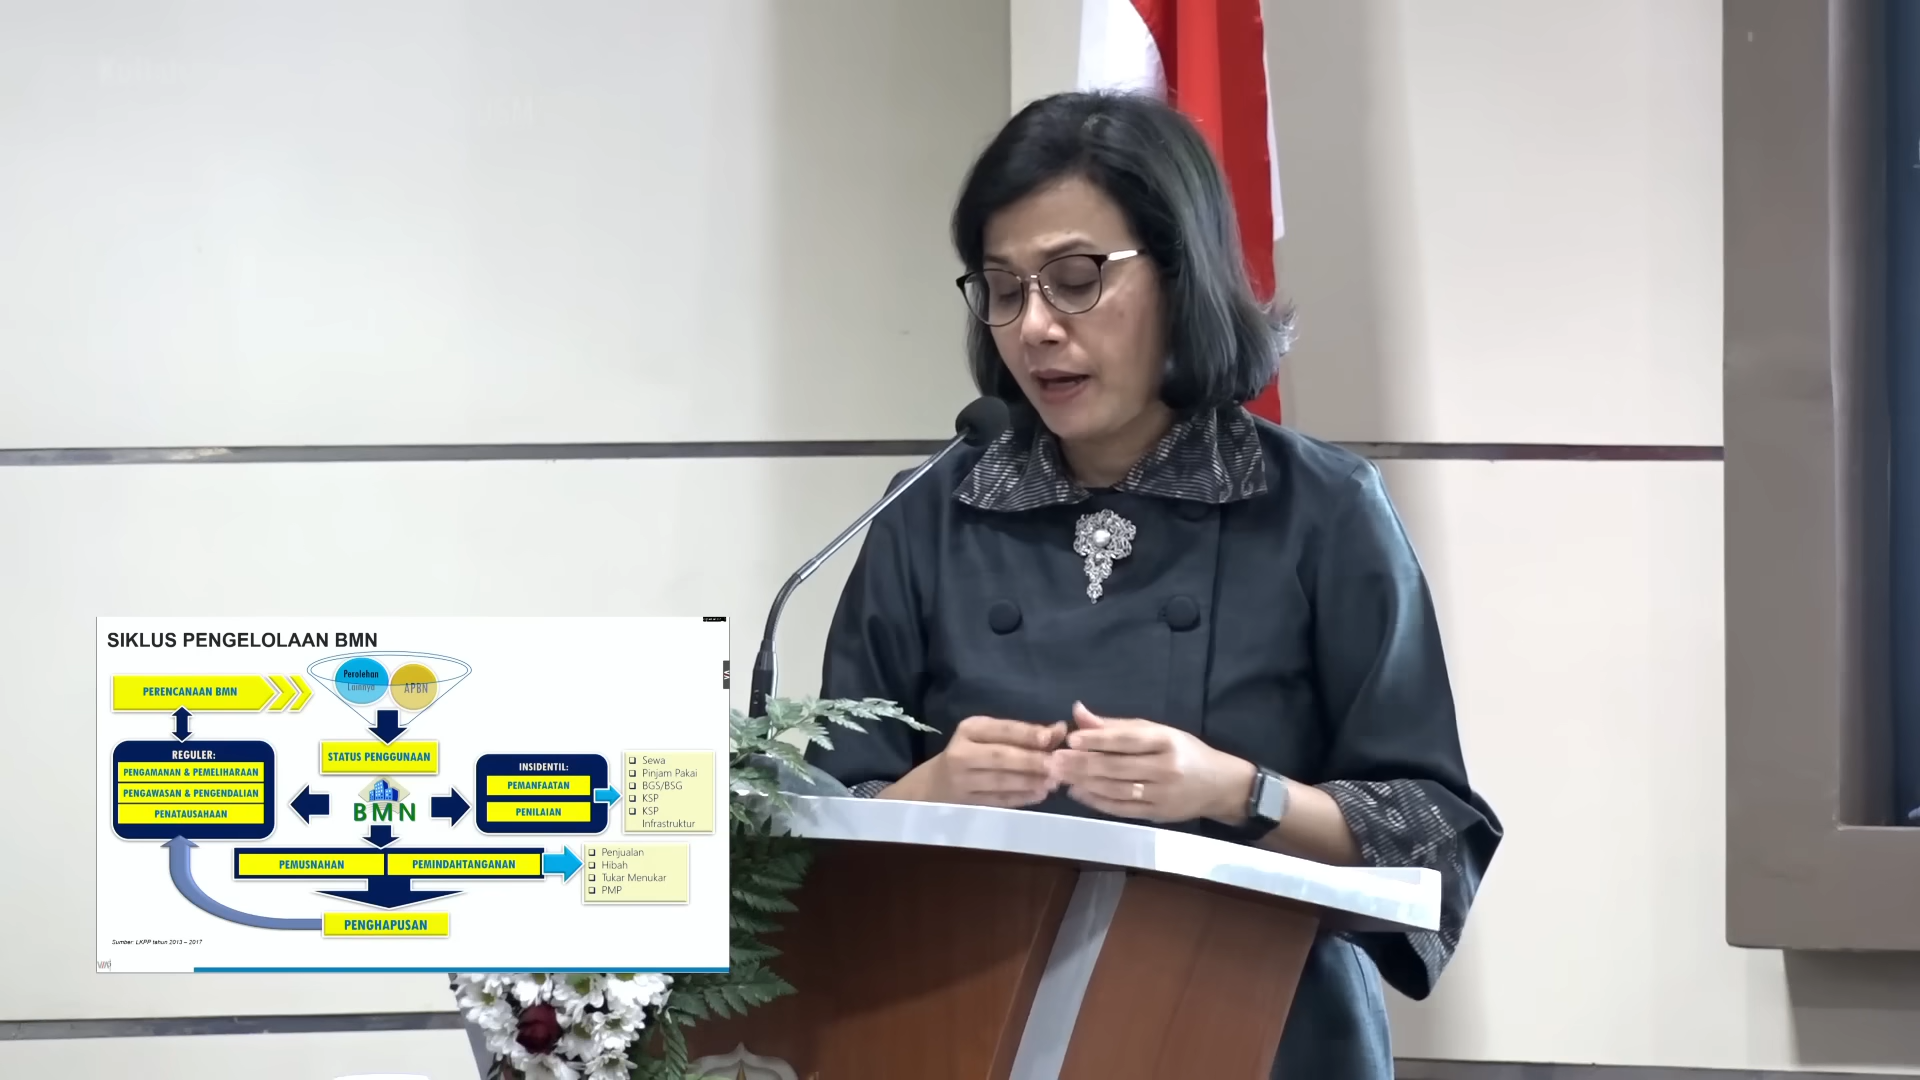 SIKLUS PENGELOLAAN BMN
PERENCANAAN BMN
Perolehan
Lainnya
APBN
REGULER:
PENGAMANAN & PEMELIHARAAN
PENGAWASAN & PENGENDALIAN
PENATAUSAHAAN
STATUS PENGGUNAAN
BMN
INSIDENTIL:
PEMANFAATAN
PENILAIAN
Sewa
Pinjam Pakai
BGS/BSG
KSP
KSP
Infrastruktur
PEMUSNAHAN
PEMINDAHTANGANAN
Penjualan
Hibah
Tukar Menukar
PMP
PENGHAPUSAN
Sumber: LKPP tahun 2013 – 2017